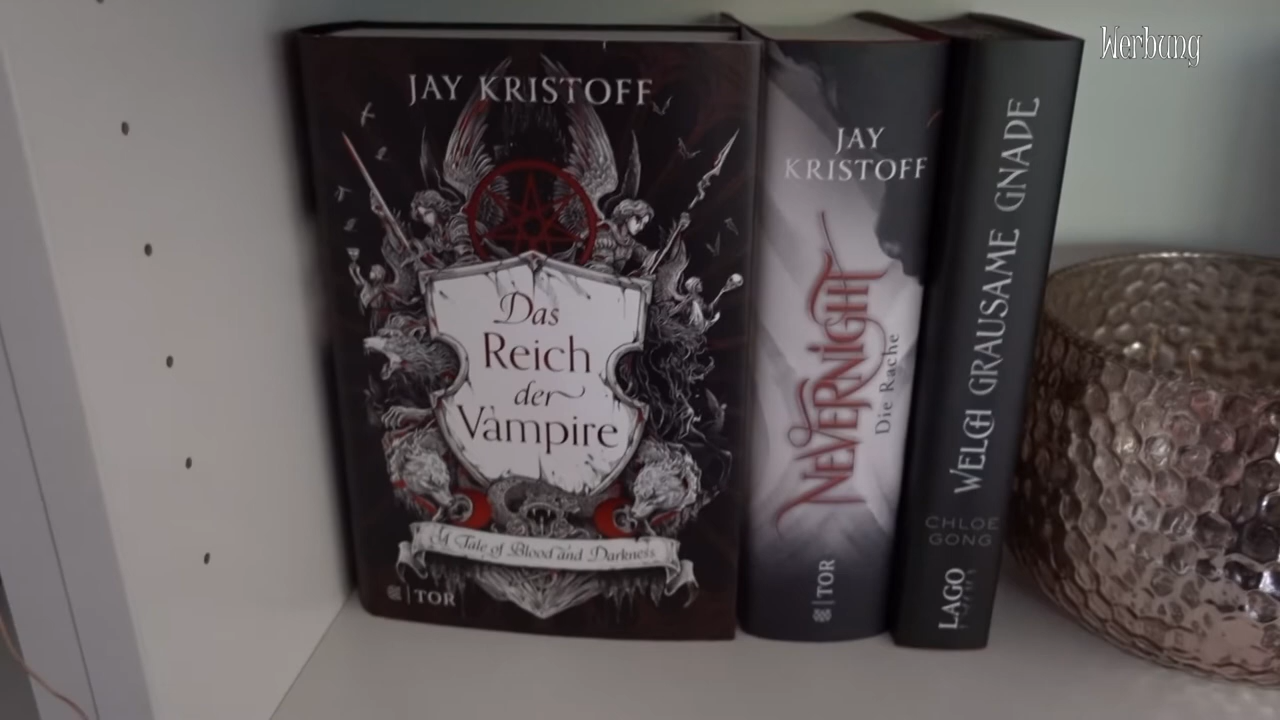 Werbung
JAY KRISTOFF
Das
Reich
der
Vampire
A Tale of Blood and Darkness
TOR
JAY
KRISTOFF
NEVERNIGHT
Die Rache
TOR
WELCH GRAUSAME GNADE
CHLOE
GONG
LAGO